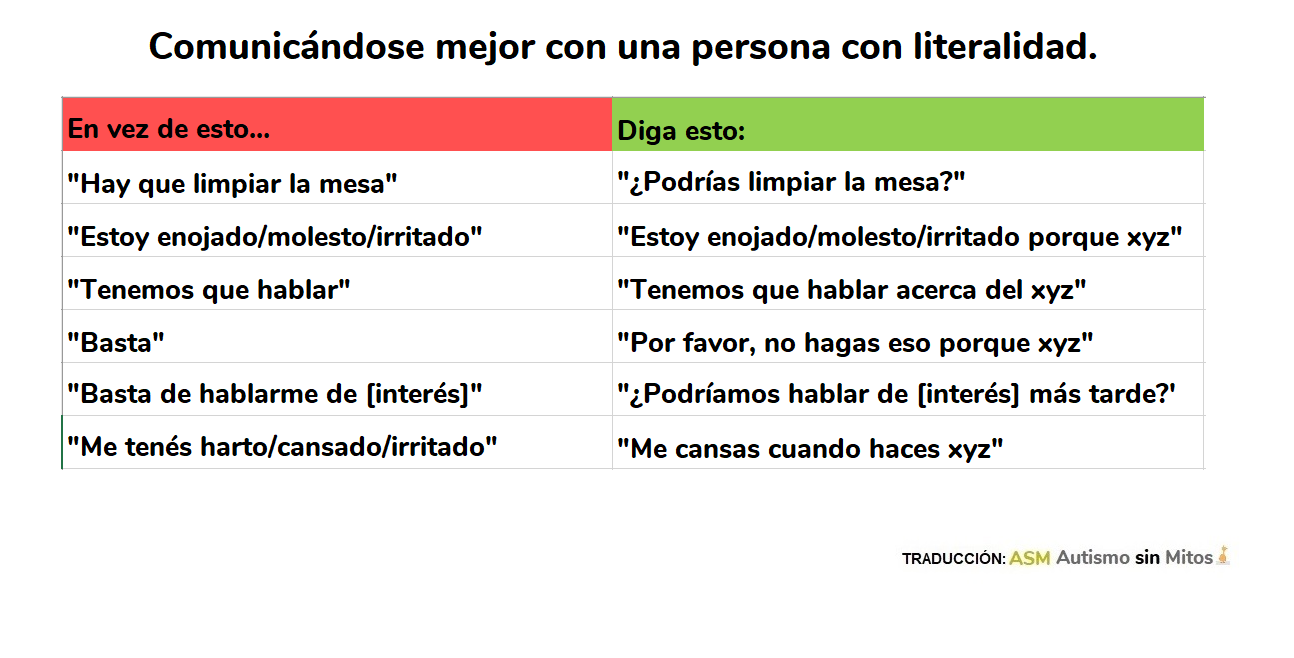 Comunicándose mejor con una persona con literalidad.
En vez de esto... Diga esto:
"Hay que limpiar la mesa" "¿Podrías limpiar la mesa?"
"Estoy enojado/molesto/irritado" "Estoy enojado/molesto/irritado porque xyz"
"Tenemos que hablar" "Tenemos que hablar acerca del xyz"
"Basta" "Por favor, no hagas eso porque xyz"
"Basta de hablarme de [interés]" "¿Podríamos hablar de [interés] más tarde?'
"Me tenés harto/cansado/irritado" "Me cansas cuando haces xyz"
TRADUCCIÓN: ASM Autismo sin Mitos